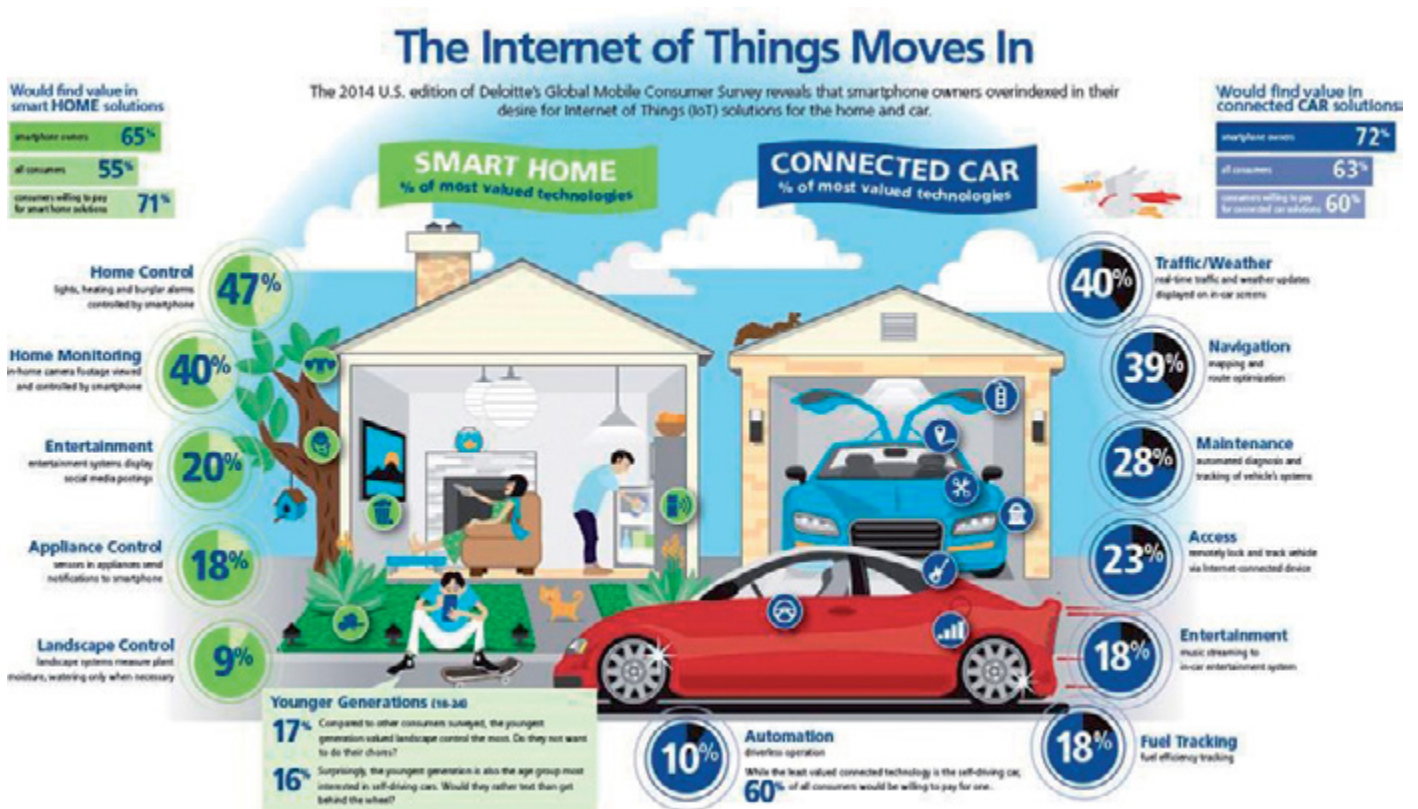 The Internet of Things Moves In
The 2014 U.S. edition of Deloitte's Global Mobile Consumer Survey reveals that smartphone owners overindexed in their
desire for Internet of Things (IoT) solutions for the home and car.
Would find value in
smart HOME solutions
smartphone owners 65%
all consumers 55%
consumers willing to pay
for smart home solutions 71%
Would find value in
connected CAR solutions:
smartphone owners 72%
all consumers 63%
consumers willing to pay
for connected car solutions 60%
SMART HOME
% of most valued technologies
CONNECTED CAR
% of most valued technologies
Home Control
lights, heating and burglar alarms
controlled by smartphone
47%
Home Monitoring
in-home camera footage viewed
and controlled by smartphone
40%
Entertainment
entertainment systems display
social media postings
20%
Appliance Control
sensors in appliances send
notifications to smartphone
18%
Landscape Control
landscape systems measure plant
moisture, watering only when necessary
9%
40%
Traffic/Weather
real-time traffic and weather updates
displayed on in-car screens
39%
Navigation
mapping and
route optimization
28%
Maintenance
automated diagnosis and
tracking of vehicle's systems
23%
Access
remotely lock and track vehicle
via Internet-connected device
18%
Entertainment
music streaming to
in-car entertainment system
18%
Fuel Tracking
fuel efficiency tracking
Younger Generations (18-24)
17% Compared to other consumers surveyed, the youngest
generation valued landscape control the most. Do they not want
to do their chores?
16% Surprisingly, the youngest generation is also the age group most
interested in self-driving cars. Would they rather text than get
behind the wheel?
10%
Automation
driverless operation
While the least valued connected technology is the self-driving car,
60% of all consumers would be willing to pay for one.